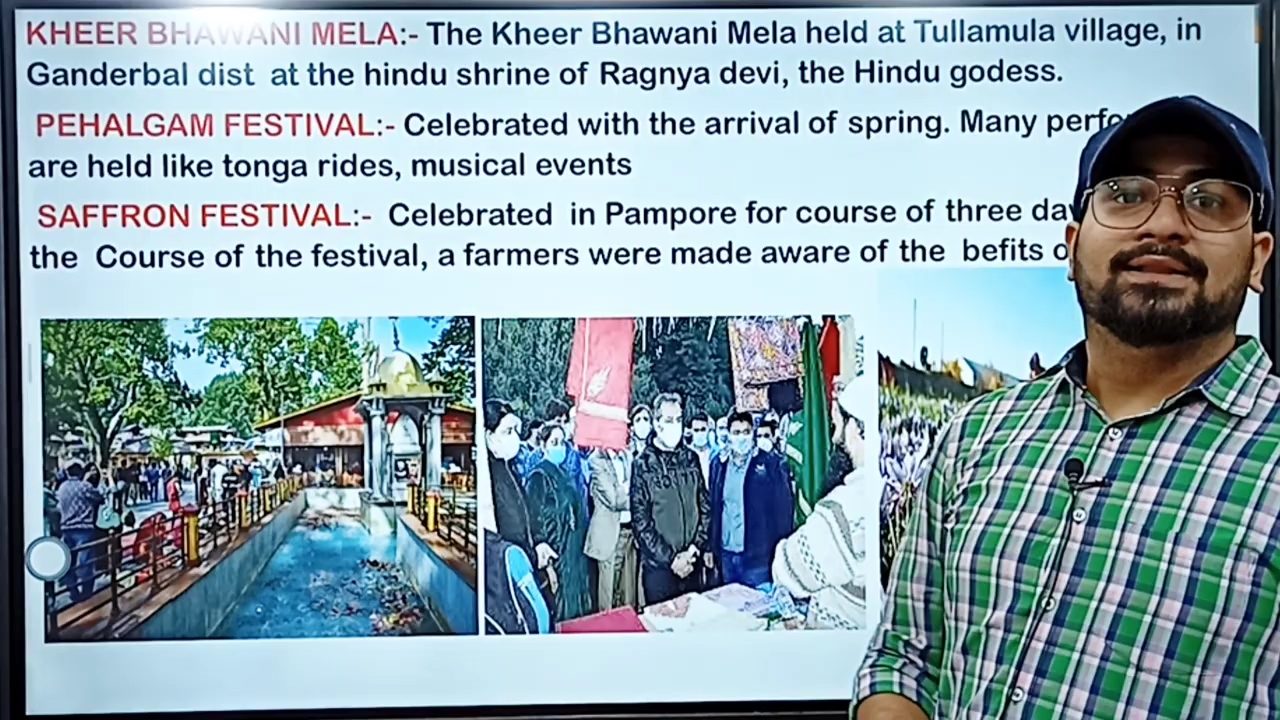 KHEER BHAWANI MELA:- The Kheer Bhawani Mela held at Tullamula village, in
Ganderbal dist at the hindu shrine of Ragnya devi, the Hindu godess.
PEHALGAM FESTIVAL:- Celebrated with the arrival of spring. Many
are held like tonga rides, musical events
SAFFRON FESTIVAL:- Celebrated in Pampore for course of three
the Course of the festival, a farmers were made aware of the befits